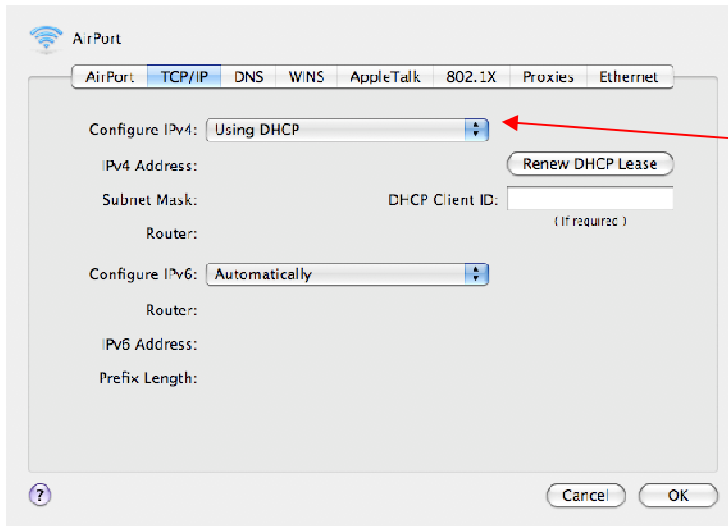 AirPort
AirPort TCP/IP DNS WINS AppleTalk 802.1X Proxies Ethernet
Configure IPv4: Using DHCP
IPv4 Address: Renew DHCP Lease
Subnet Mask: DHCP Client ID:
( If required )
Router:
Configure IPv6: Automatically
Router:
IPv6 Address:
Prefix Length:
? Cancel OK